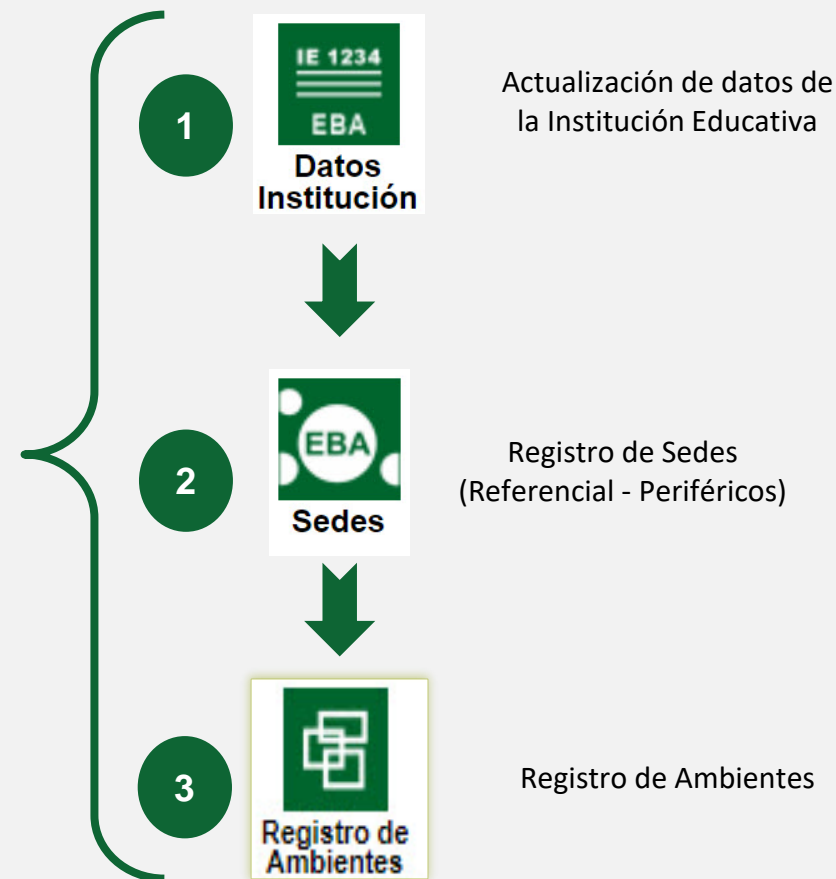 1
IE 1234
EBA
Datos
Institución
Actualización de datos de
la Institución Educativa
2
EBA
Sedes
Registro de Sedes
(Referencial - Periféricos)
3
Registro de
Ambientes
Registro de Ambientes